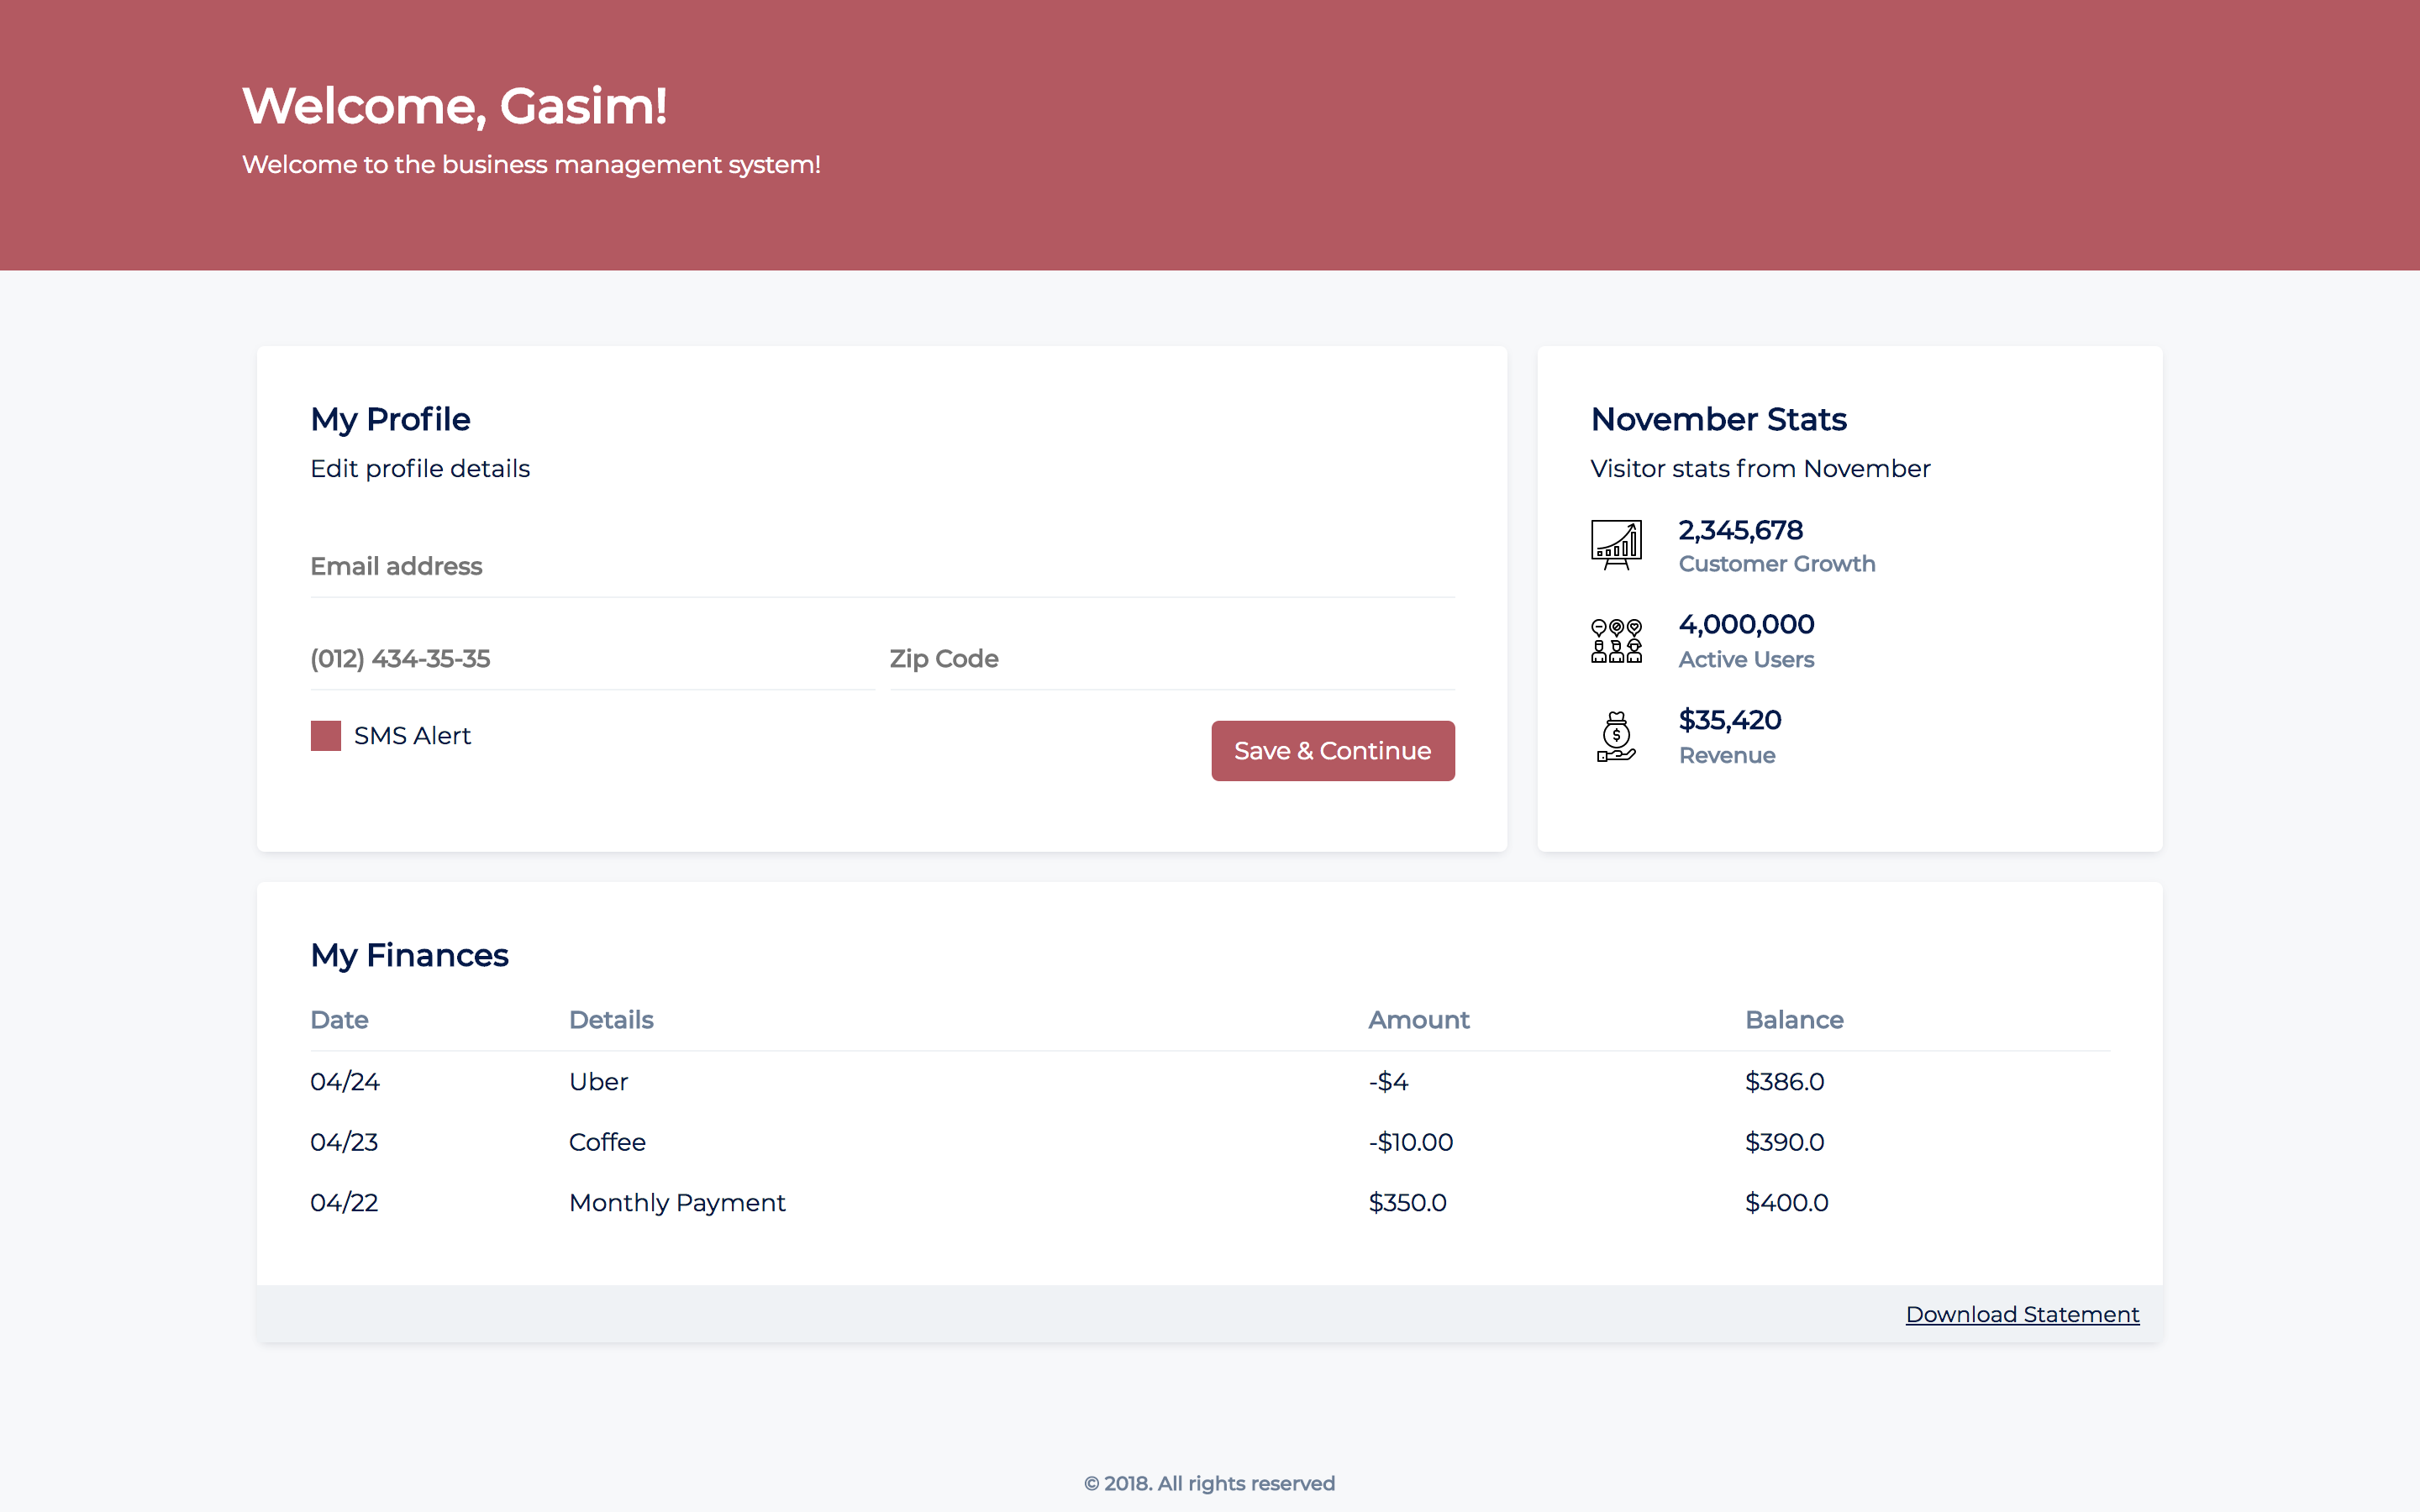 Welcome, Gasim!
Welcome to the business management system!
My Profile
Edit profile details
Email address
(012) 434-35-35
Zip Code
SMS Alert
Save & Continue
November Stats
Visitor stats from November
2,345,678
Customer Growth
4,000,000
Active Users
$35,420
Revenue
My Finances
Date Details Amount Balance
04/24 Uber -$4 $386.0
04/23 Coffee -$10.00 $390.0
04/22 Monthly Payment $350.0 $400.0
Download Statement
© 2018. All rights reserved